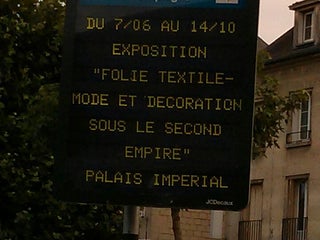 DU 7/06 AU 14/10
EXPOSITION
"FOLIE TEXTILE-
MODE ET DECORATION
SOUS LE SECOND
EMPIRE"
PALAIS IMPERIAL
JCDecaux